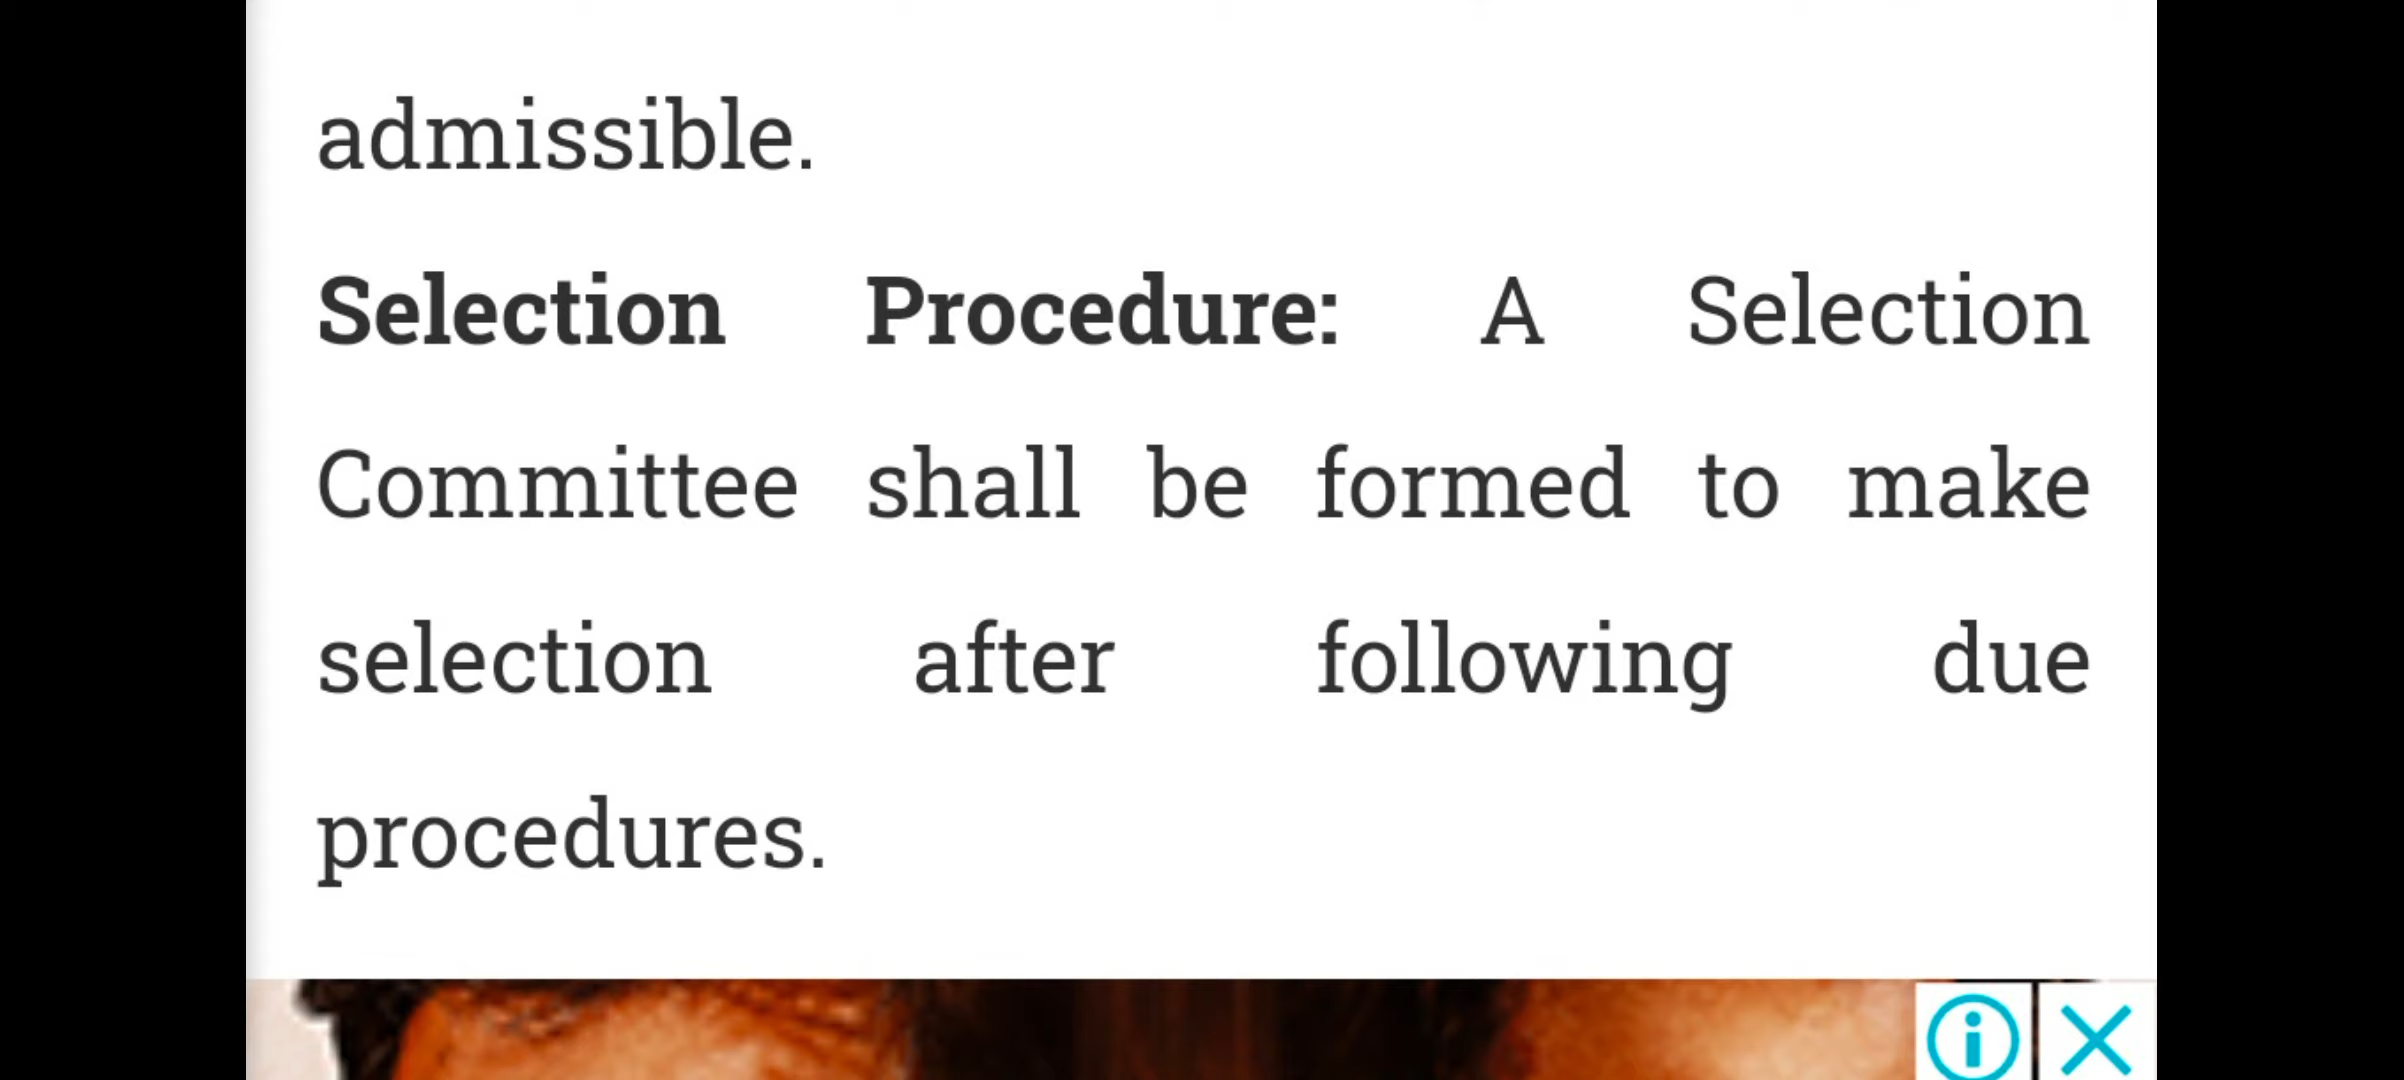 admissible.
Selection Procedure: A Selection
Committee shall be formed to make
selection after following due
procedures.